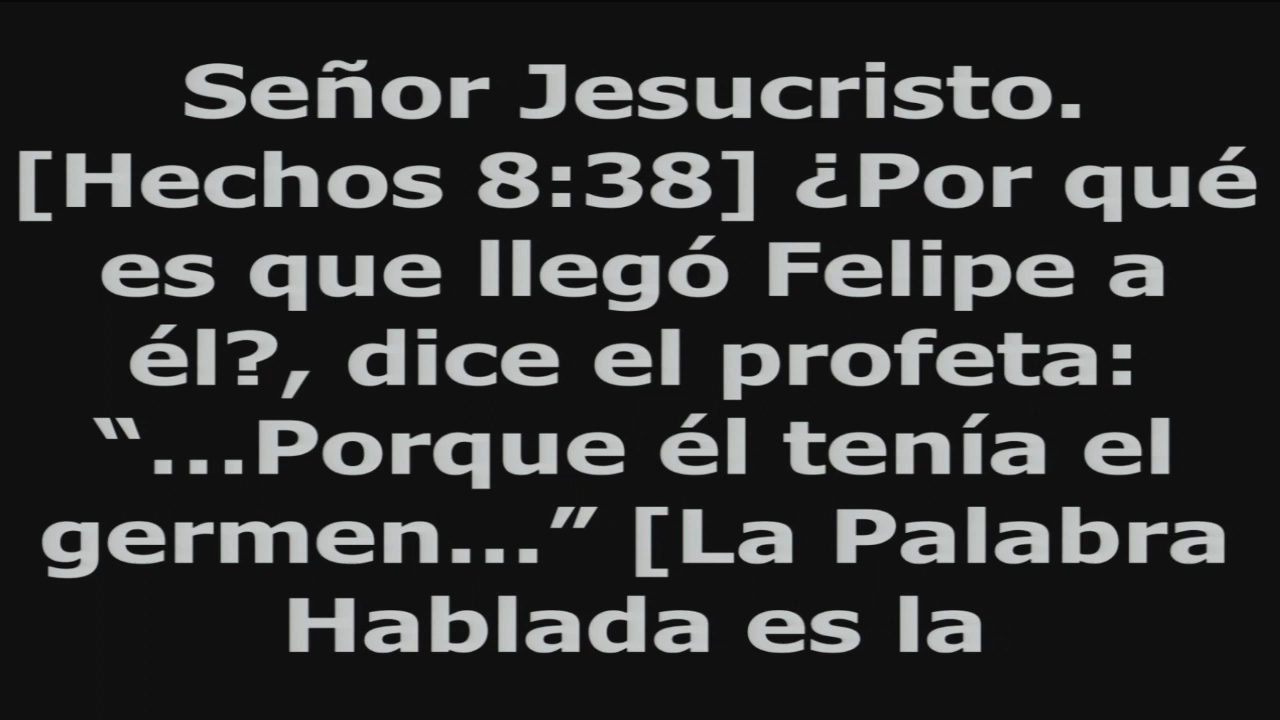 Señor Jesucristo.
[Hechos 8:38] ¿Por qué
es que llegó Felipe a
él?, dice el profeta:
“...Porque él tenía el
germen...” [La Palabra
Hablada es la